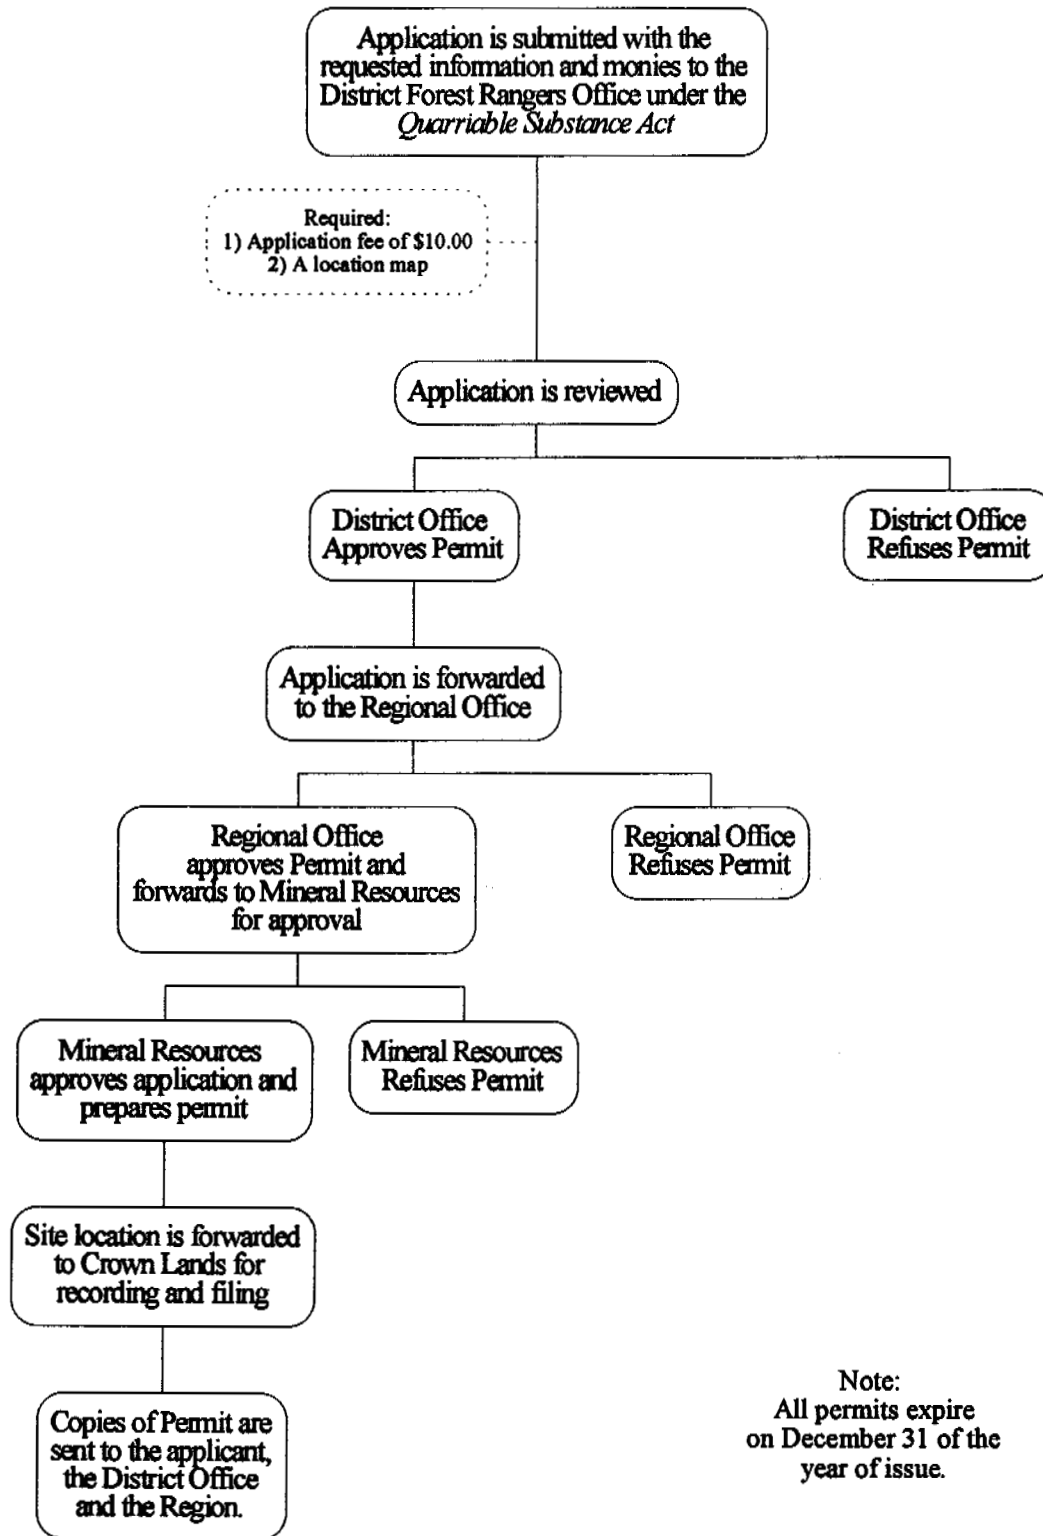 Application is submitted with the
requested information and monies to the
District Forest Rangers Office under the
Quarriable Substance Act
Required:
1) Application fee of $10.00
2) A location map
Application is reviewed
District Office
Approves Permit
District Office
Refuses Permit
Application is forwarded
to the Regional Office
Regional Office
approves Permit and
forwards to Mineral Resources
for approval
Regional Office
Refuses Permit
Mineral Resources
approves application and
prepares permit
Mineral Resources
Refuses Permit
Site location is forwarded
to Crown Lands for
recording and filing
Copies of Permit are
sent to the applicant,
the District Office
and the Region.
Note:
All permits expire
on December 31 of the
year of issue.